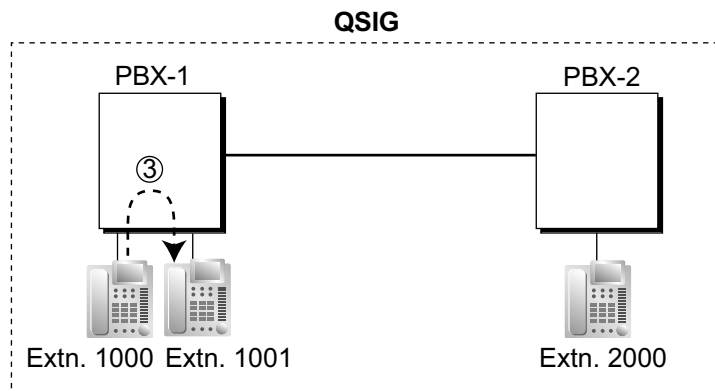 QSIG
PBX-1
PBX-2
③
Extn. 1000
Extn. 1001
Extn. 2000